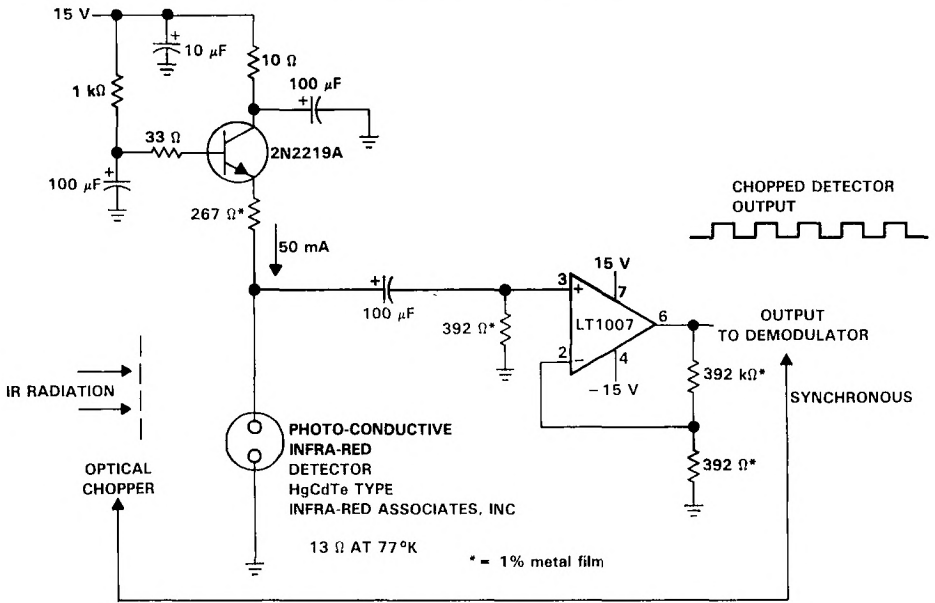 15 V
10 μF
10 Ω
1 kΩ
100 μF
33 Ω
2N2219A
100 μF
267 Ω*
50 mA
CHOPPED DETECTOR
OUTPUT
15 V
3
7
+
LT1007
6
100 μF
392 Ω*
2
−
4
−15 V
OUTPUT
TO DEMODULATOR
392 kΩ*
SYNCHRONOUS
392 Ω*
IR RADIATION
OPTICAL
CHOPPER
PHOTO-CONDUCTIVE
INFRA-RED
DETECTOR
HgCdTe TYPE
INFRA-RED ASSOCIATES, INC
13 Ω AT 77°K
* = 1% metal film